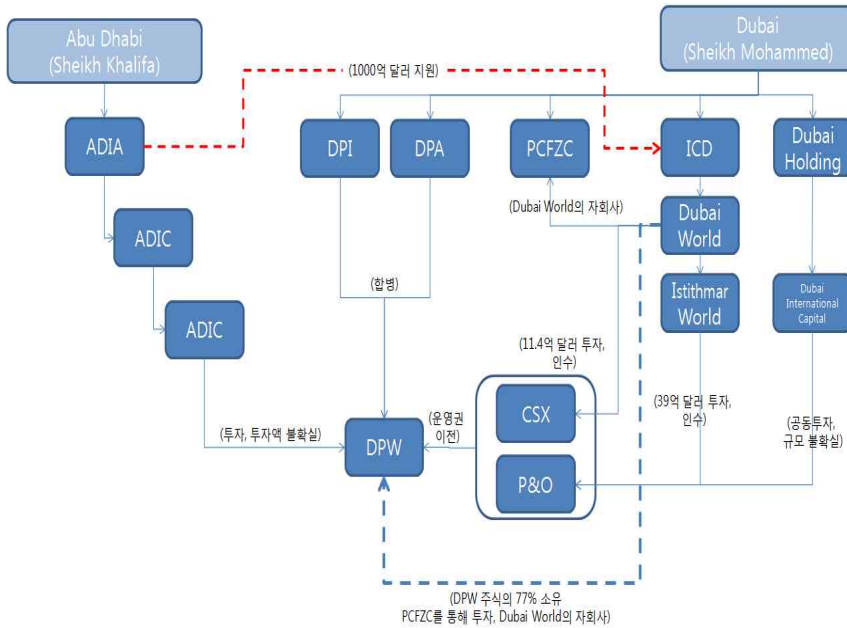 Abu Dhabi
(Sheikh Khalifa)
Dubai
(Sheikh Mohammed)
(1000억 달러 지원)
ADIA
DPI
DPA
PCFZC
ICD
Dubai
Holding
(Dubai World의 자회사)
Dubai
World
ADIC
(합병)
Istithmar
World
Dubai
International
Capital
ADIC
(11.4억 달러 투자,
인수)
(39억 달러 투자,
인수)
(공동투자,
규모 불확실)
CSX
(운영권
이전)
(투자, 투자액 불확실)
DPW
P&O
(DPW 주식의 77% 소유
PCFZC를 통해 투자, Dubai World의 자회사)